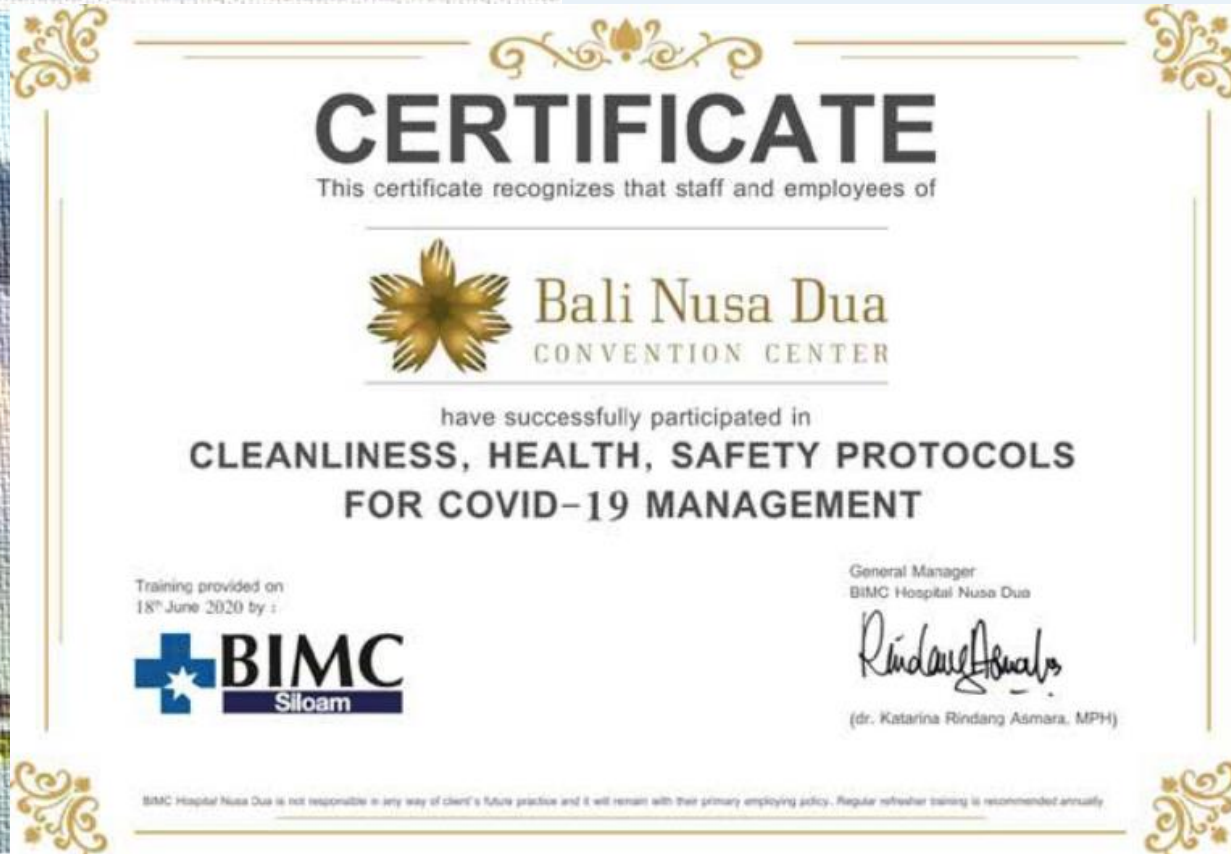 CERTIFICATE
This certificate recognizes that staff and employees of
Bali Nusa Dua
CONVENTION CENTER
have successfully participated in
CLEANLINESS, HEALTH, SAFETY PROTOCOLS
FOR COVID-19 MANAGEMENT
Training provided on
18th June 2020 by :
BIMC
Siloam
General Manager
BIMC Hospital Nusa Dua
Rindang Asmara
(dr. Katarina Rindang Asmara, MPH)
BIMC Hospital Nusa Dua is not responsible in any way of client's future practice and it will remain with their primary employing policy. Regular refresher training is recommended annually